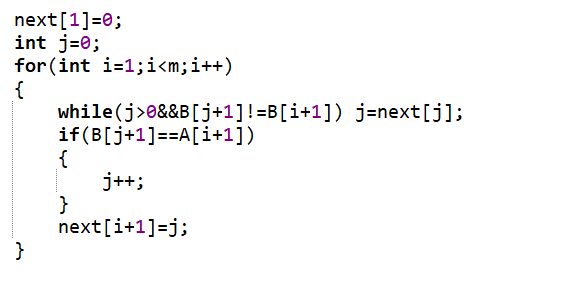 next[1]=0;
int j=0;
for(int i=1;i<m;i++)
{
    while(j>0&&B[j+1]!=B[i+1]) j=next[j];
    if(B[j+1]==A[i+1])
    {
        j++;
    }
    next[i+1]=j;
}